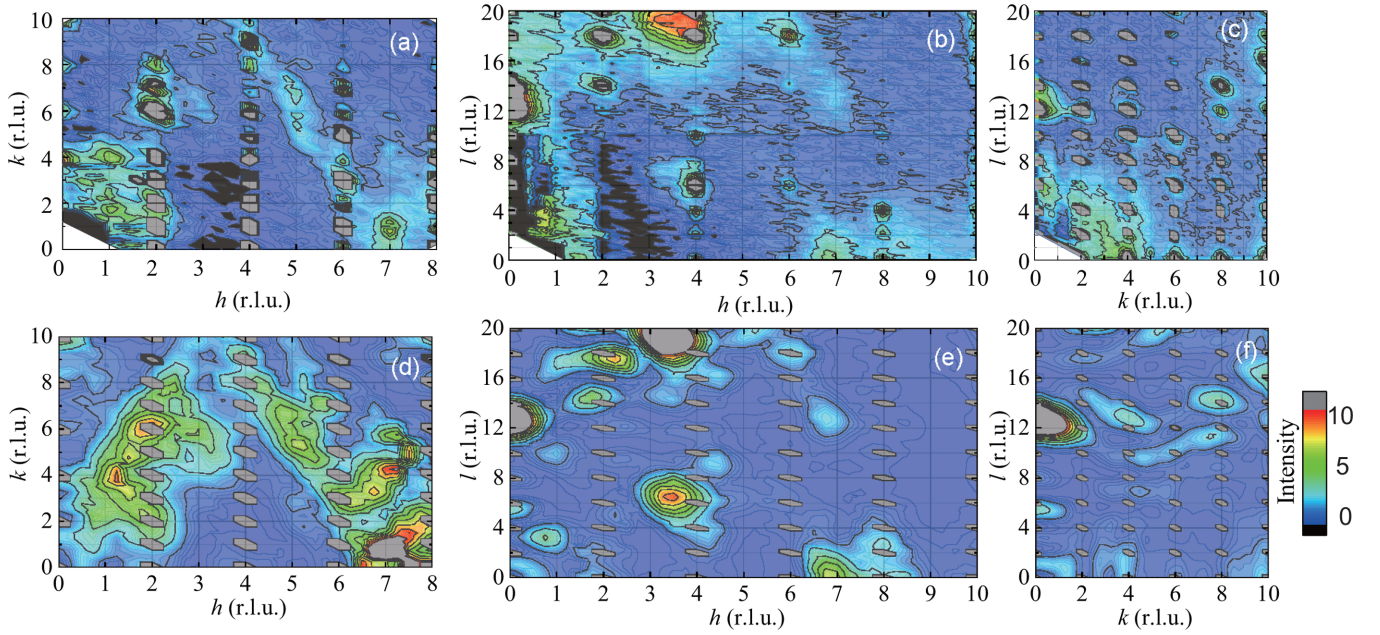 (a)
10
8
6
4
2
0
k (r.l.u.)
0 1 2 3 4 5 6 7 8
h (r.l.u.)
(b)
20
16
12
8
4
0
l (r.l.u.)
0 1 2 3 4 5 6 7 8 9 10
h (r.l.u.)
(c)
20
16
12
8
4
0
l (r.l.u.)
0 2 4 6 8 10
k (r.l.u.)
(d)
10
8
6
4
2
0
k (r.l.u.)
0 1 2 3 4 5 6 7 8
h (r.l.u.)
(e)
20
16
12
8
4
0
l (r.l.u.)
0 1 2 3 4 5 6 7 8 9 10
h (r.l.u.)
(f)
20
16
12
8
4
0
l (r.l.u.)
0 2 4 6 8 10
k (r.l.u.)
Intensity
10
5
0